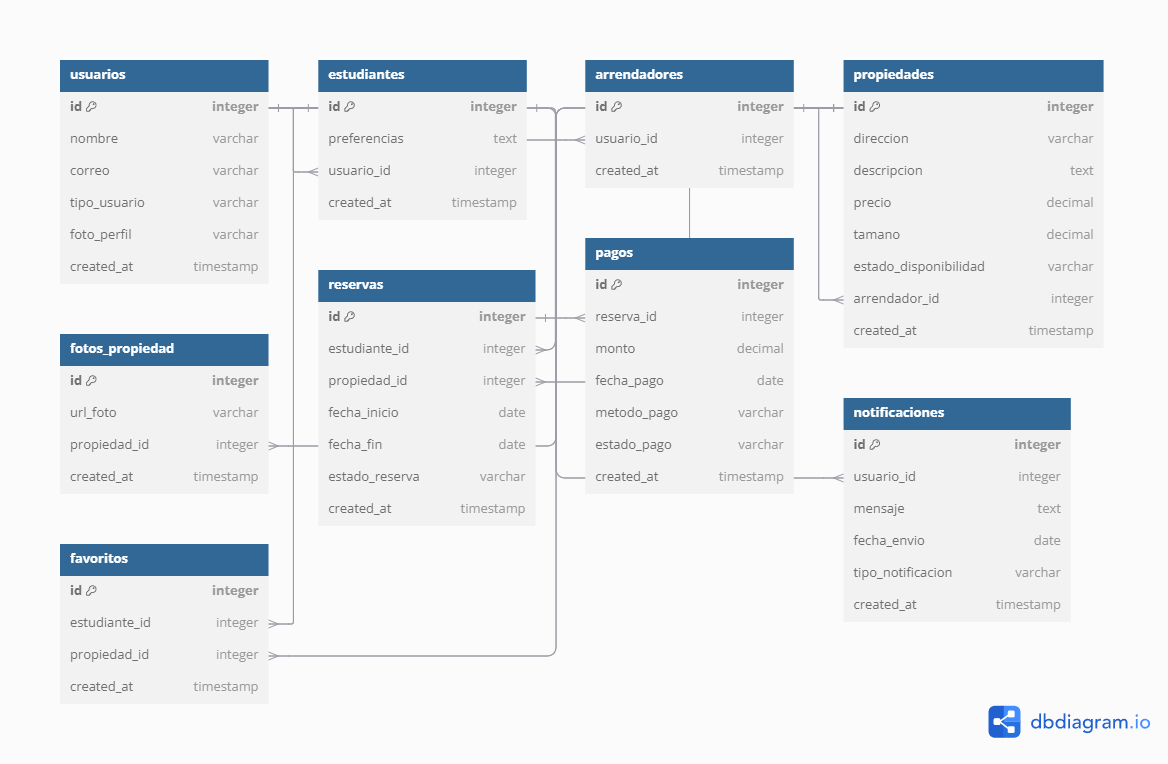 usuarios
id integer
nombre varchar
correo varchar
tipo_usuario varchar
foto_perfil varchar
created_at timestamp
estudiantes
id integer
preferencias text
usuario_id integer
created_at timestamp
arrendadores
id integer
usuario_id integer
created_at timestamp
propiedades
id integer
direccion varchar
descripcion text
precio decimal
tamano decimal
estado_disponibilidad varchar
arrendador_id integer
created_at timestamp
reservas
id integer
estudiante_id integer
propiedad_id integer
fecha_inicio date
fecha_fin date
estado_reserva varchar
created_at timestamp
pagos
id integer
reserva_id integer
monto decimal
fecha_pago date
metodo_pago varchar
estado_pago varchar
created_at timestamp
fotos_propiedad
id integer
url_foto varchar
propiedad_id integer
created_at timestamp
notificaciones
id integer
usuario_id integer
mensaje text
fecha_envio date
tipo_notificacion varchar
created_at timestamp
favoritos
id integer
estudiante_id integer
propiedad_id integer
created_at timestamp
dbdiagram.io